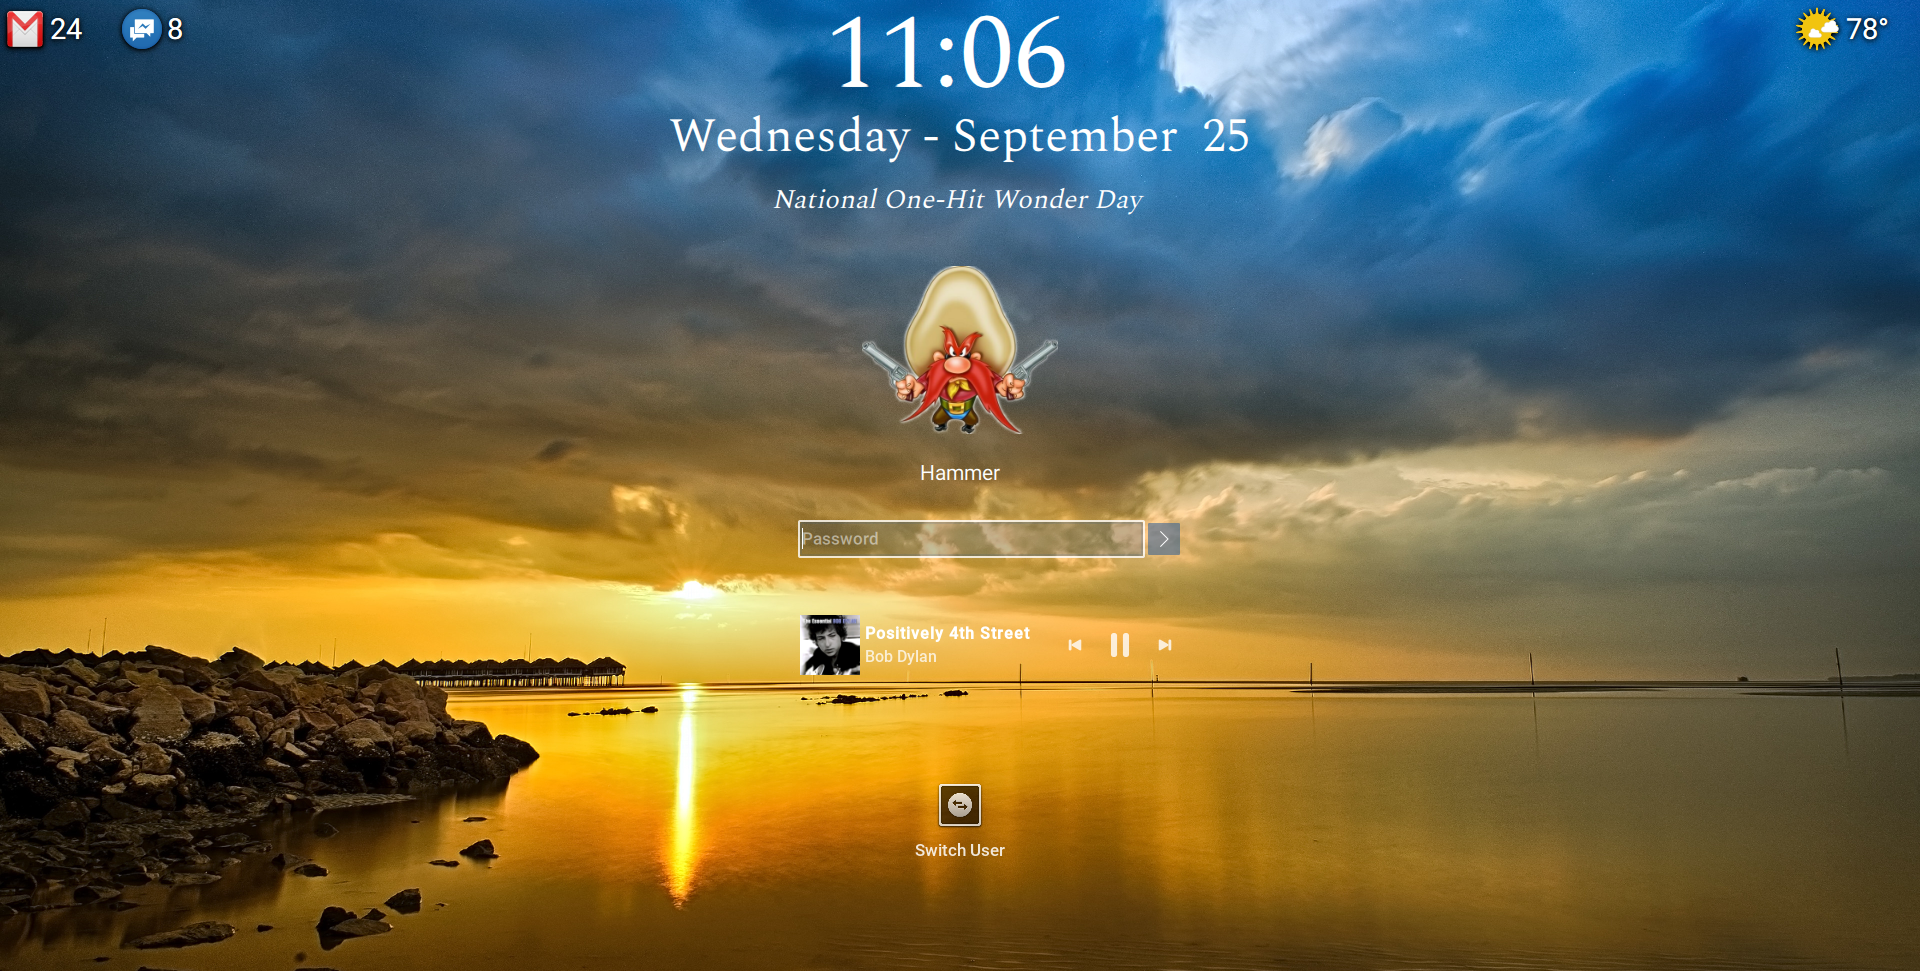 24
8
11:06
78°
Wednesday - September 25
National One-Hit Wonder Day
Hammer
Password
Positively 4th Street
Bob Dylan
Switch User